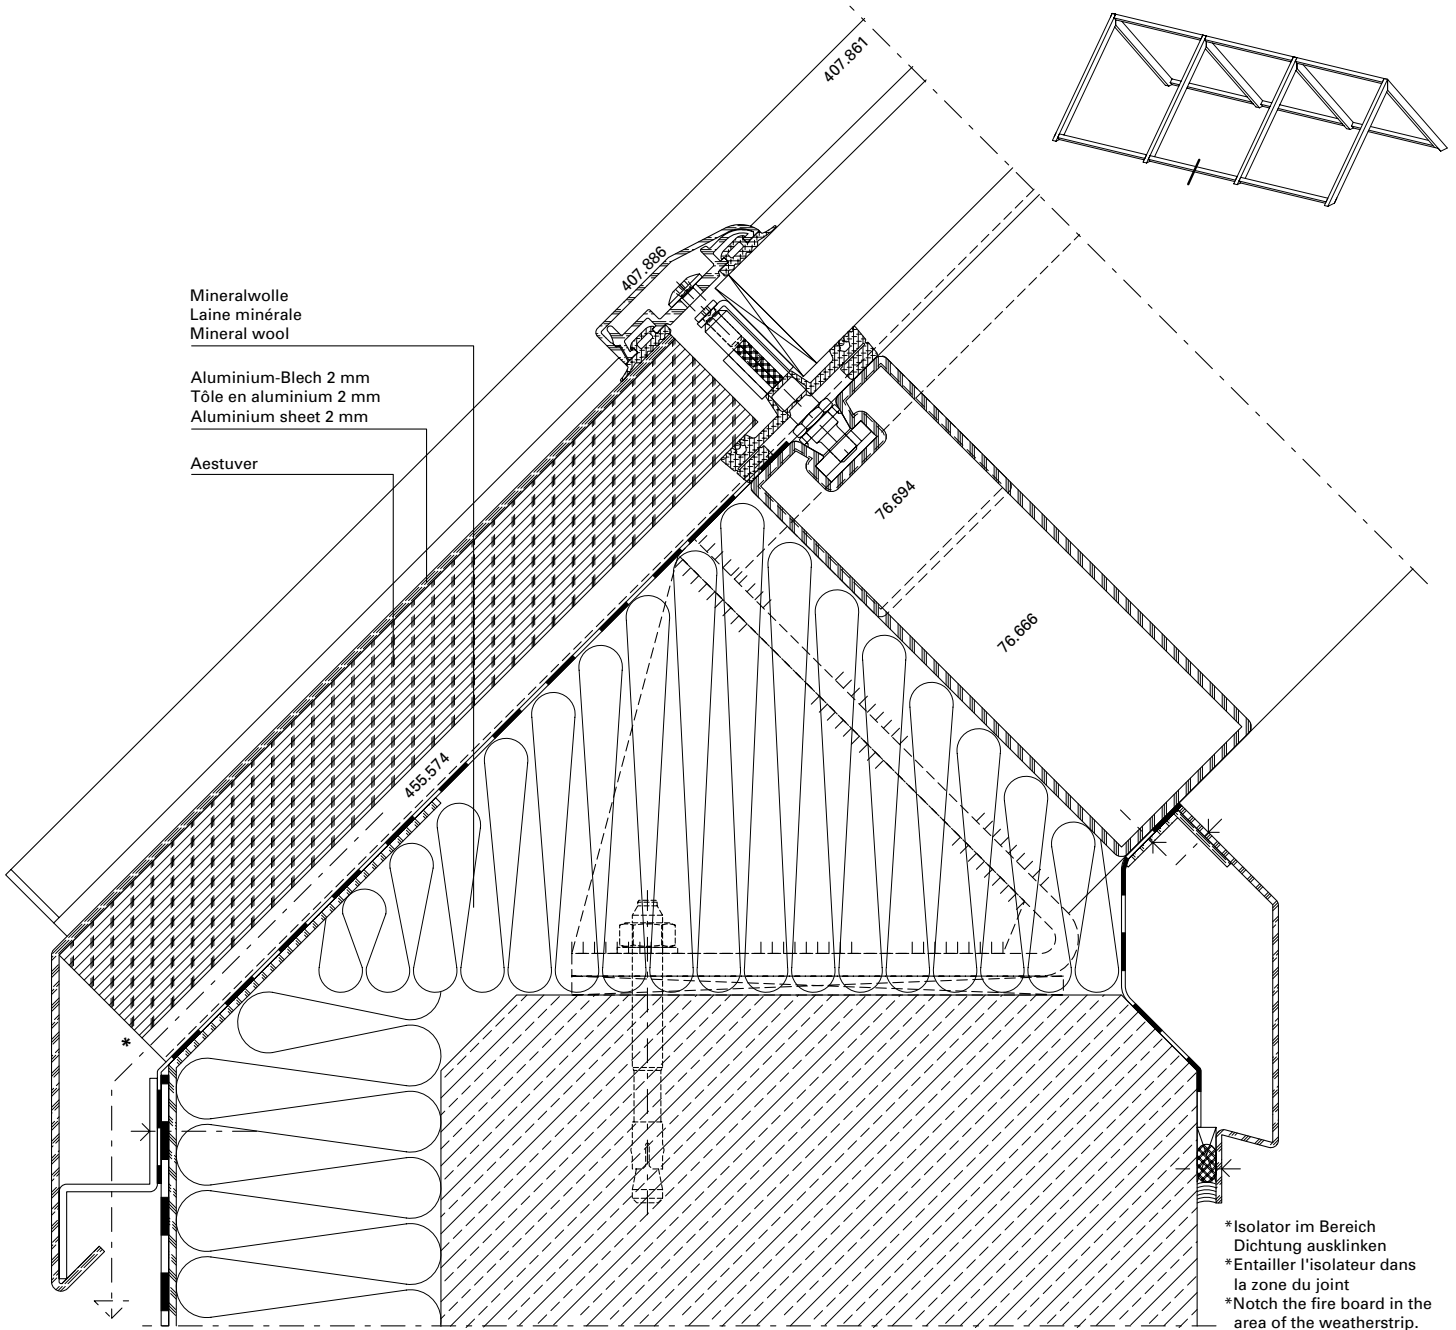 407.861
407.886
Mineralwolle
Laine minérale
Mineral wool
Aluminium-Blech 2 mm
Tôle en aluminium 2 mm
Aluminium sheet 2 mm
Aestuver
76.694
76.666
455.574
*
*Isolator im Bereich
Dichtung ausklinken
*Entailler l'isolateur dans
la zone du joint
*Notch the fire board in the
area of the weatherstrip.